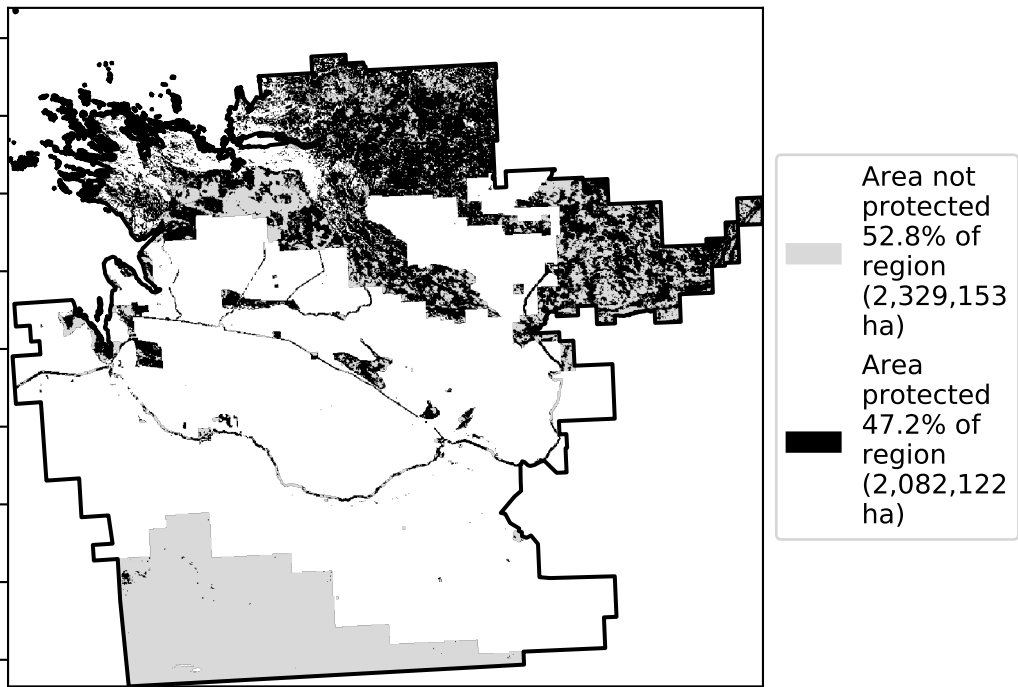 Area not
protected
52.8% of
region
(2,329,153
ha)
Area
protected
47.2% of
region
(2,082,122
ha)